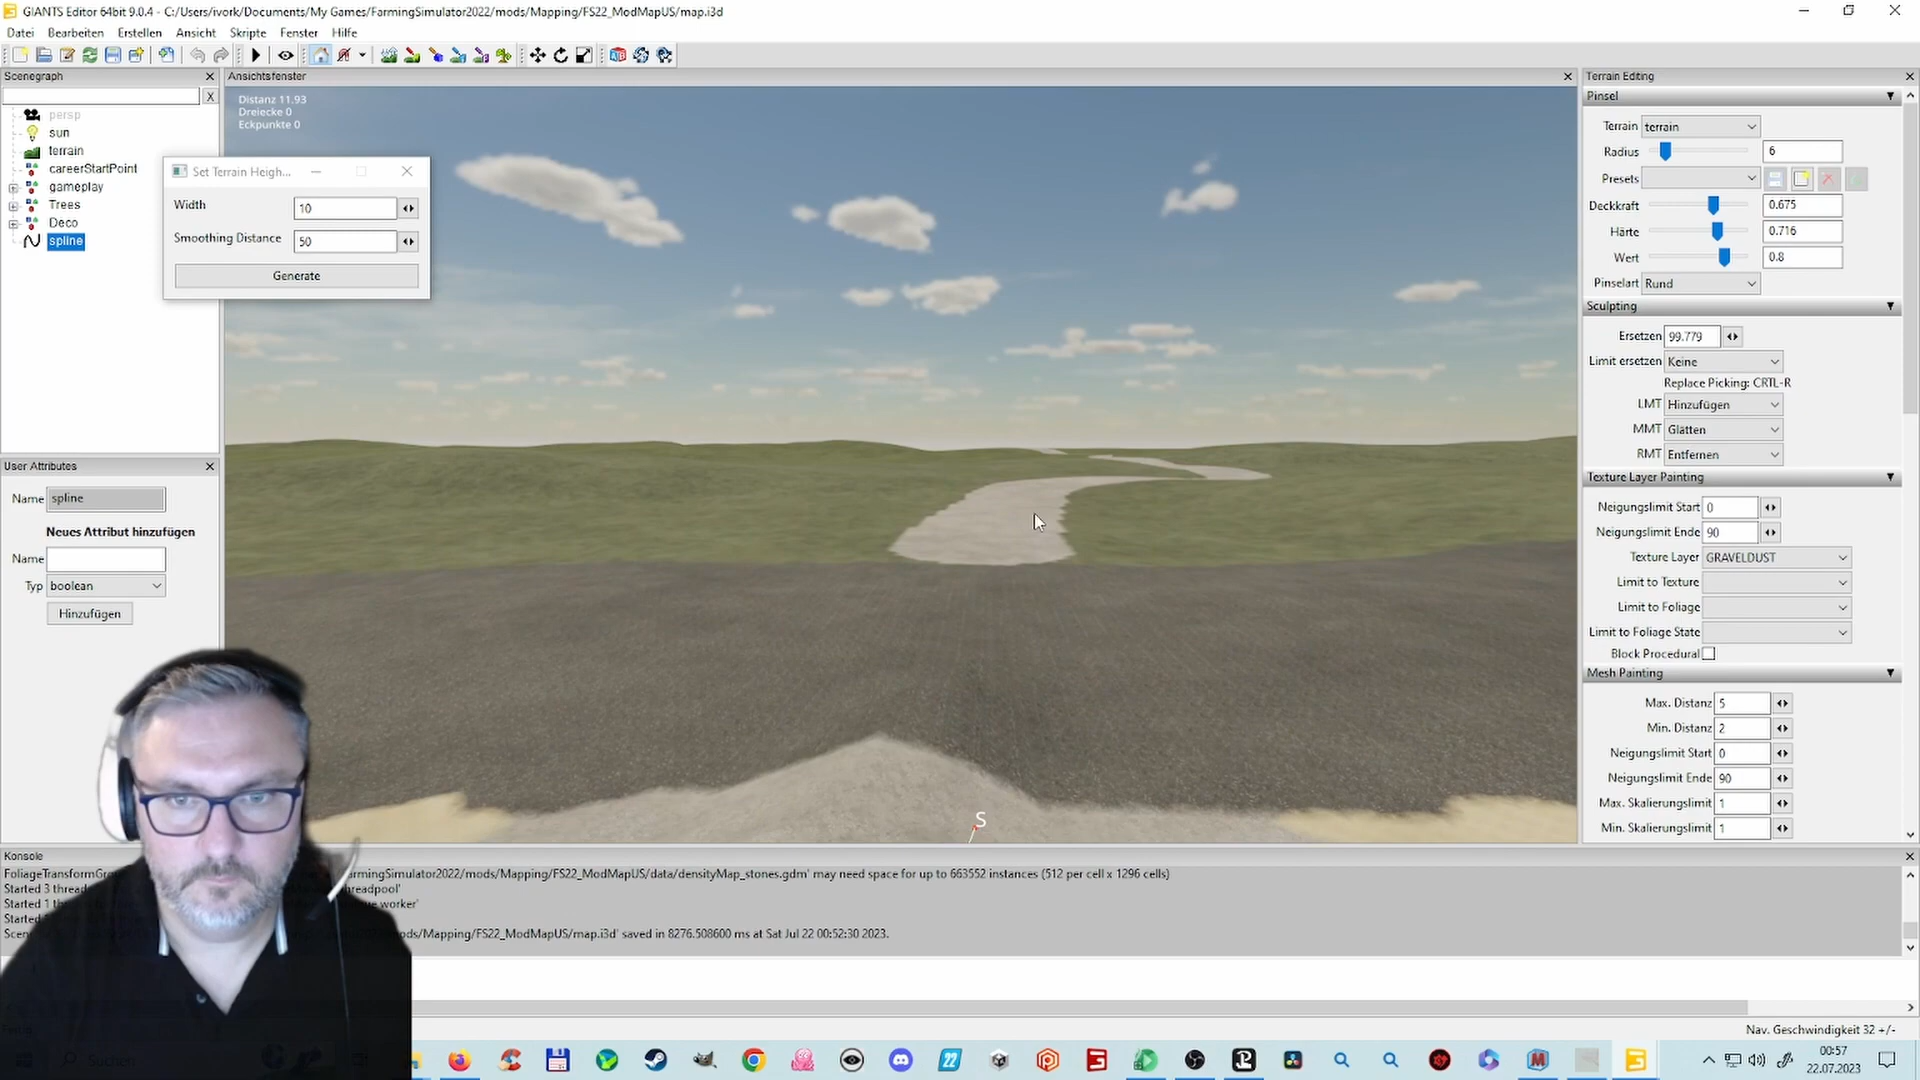 GIANTS Editor 64bit 9.0.4 - C:/Users/ivork/Documents/My Games/FarmingSimulator2022/mods/Mapping/FS22_ModMapUS/map.i3d
Datei Bearbeiten Erstellen Ansicht Skripte Fenster Hilfe
Scenegraph
X
persp
sun
terrain
careerStartPoint
gameplay
Trees
Deco
spline
Ansichtsfenster
Distanz 11.93
Dreiecke 0
Eckpunkte 0
Set Terrain Heigh...
Width 10
Smoothing Distance 50
Generate
S
User Attributes
Name spline
Neues Attribut hinzufügen
Name
Typ boolean
Hinzufügen
Terrain Editing
Pinsel
Terrain terrain
Radius 6
Presets
Deckkraft 0.675
Härte 0.716
Wert 0.8
Pinselart Rund
Sculpting
Ersetzen 99.779
Limit ersetzen Keine
Replace Picking: CRTL-R
LMT Hinzufügen
MMT Glätten
RMT Entfernen
Texture Layer Painting
Neigungslimit Start 0
Neigungslimit Ende 90
Texture Layer GRAVELDUST
Limit to Texture
Limit to Foliage
Limit to Foliage State
Block Procedural
Mesh Painting
Max. Distanz 5
Min. Distanz 2
Neigungslimit Start 0
Neigungslimit Ende 90
Max. Skalierungslimit 1
Min. Skalierungslimit 1
Konsole
armingSimulator2022/mods/Mapping/FS22_ModMapUS/data/densityMap_stones.gdm' may need space for up to 663552 instances (512 per cell x 1296 cells)
Started 3
Started 1
Started
/Mapping/FS22_ModMapUS/map.i3d' saved in 8276.508600 ms at Sat Jul 22 00:52:30 2023.
Nav. Geschwindigkeit 32 +/-
Suchen
22
00:57
22.07.2023